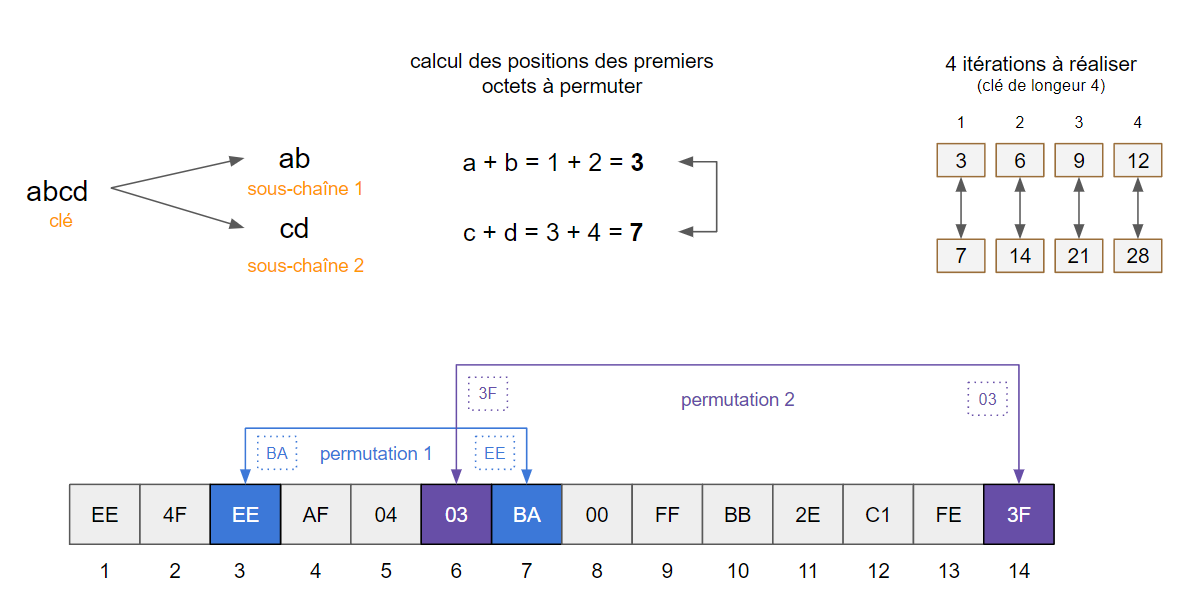 calcul des positions des premiers
octets à permuter
4 itérations à réaliser
(clé de longeur 4)
1 2 3 4
abcd
clé
ab
sous-chaîne 1
cd
sous-chaîne 2
a + b = 1 + 2 = 3
c + d = 3 + 4 = 7
3 6 9 12
7 14 21 28
3F
permutation 2
03
BA
permutation 1
EE
EE 4F EE AF 04 03 BA 00 FF BB 2E C1 FE 3F
1 2 3 4 5 6 7 8 9 10 11 12 13 14